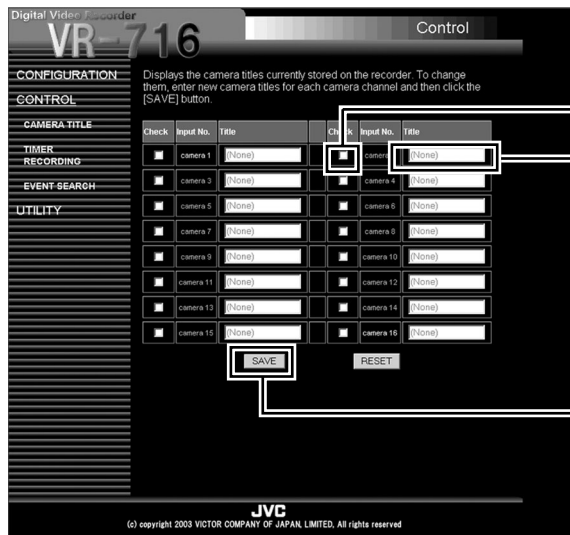 Digital Video Recorder
VR-716
Control
CONFIGURATION
CONTROL
CAMERA TITLE
TIMER
RECORDING
EVENT SEARCH
UTILITY
Displays the camera titles currently stored on the recorder. To change
them, enter new camera titles for each camera channel and then click the
[SAVE] button.
Check Input No. Title Check Input No. Title
camera 1 (None) camera (None)
camera 3 (None) camera 4 (None)
camera 5 (None) camera 6 (None)
camera 7 (None) camera 8 (None)
camera 9 (None) camera 10 (None)
camera 11 (None) camera 12 (None)
camera 13 (None) camera 14 (None)
camera 15 (None) camera 16 (None)
SAVE RESET
JVC
(c) copyright 2003 VICTOR COMPANY OF JAPAN, LIMITED, All rights reserved